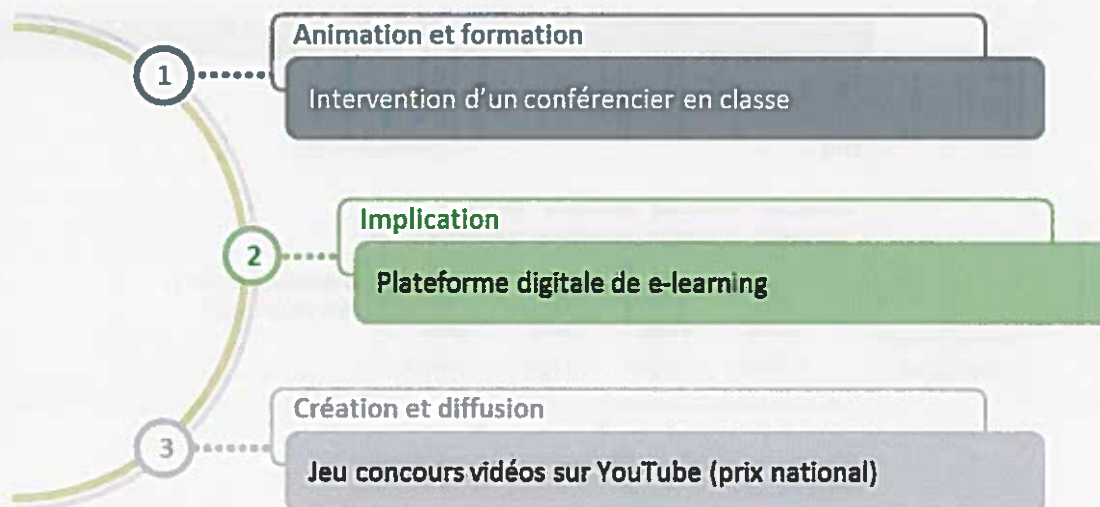 1
Animation et formation
Intervention d'un conférencier en classe
2
Implication
Plateforme digitale de e-learning
3
Création et diffusion
Jeu concours vidéos sur YouTube (prix national)